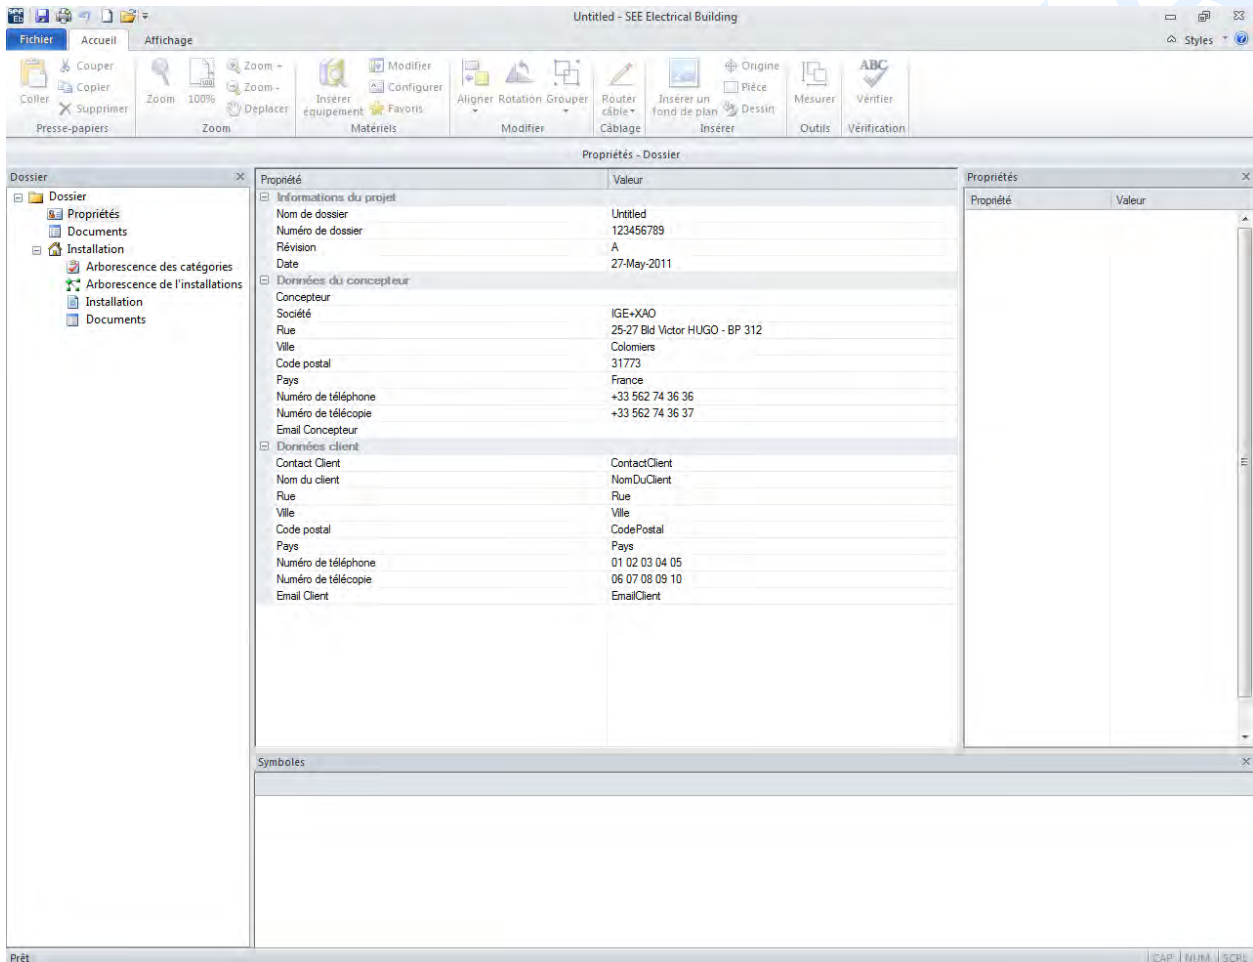 SEE
Eb
Untitled - SEE Electrical Building
Fichier Accueil Affichage Styles
Coller Couper Copier Supprimer
Presse-papiers
Zoom 100% Zoom + Zoom - Déplacer
Zoom
Insérer équipement Modifier Configurer Favoris
Matériels
Aligner Rotation Grouper
Modifier
Router câble
Câblage
Insérer un fond de plan Origine Pièce Dessin
Insérer
Mesurer
Outils
ABC
Vérifier
Vérification
Propriétés - Dossier
Dossier
Dossier
Propriétés
Documents
Installation
Arborescence des catégories
Arborescence de l'installations
Installation
Documents
Propriété Valeur
Informations du projet
Nom de dossier Untitled
Numéro de dossier 123456789
Révision A
Date 27-May-2011
Données du concepteur
Concepteur
Société IGE+XAO
Rue 25-27 Bld Victor HUGO - BP 312
Ville Colomiers
Code postal 31773
Pays France
Numéro de téléphone +33 562 74 36 36
Numéro de télécopie +33 562 74 36 37
Email Concepteur
Données client
Contact Client ContactClient
Nom du client NomDuClient
Rue Rue
Ville Ville
Code postal CodePostal
Pays Pays
Numéro de téléphone 01 02 03 04 05
Numéro de télécopie 06 07 08 09 10
Email Client EmailClient
Propriétés
Propriété Valeur
Symboles
Prêt CAP NUM SCRL